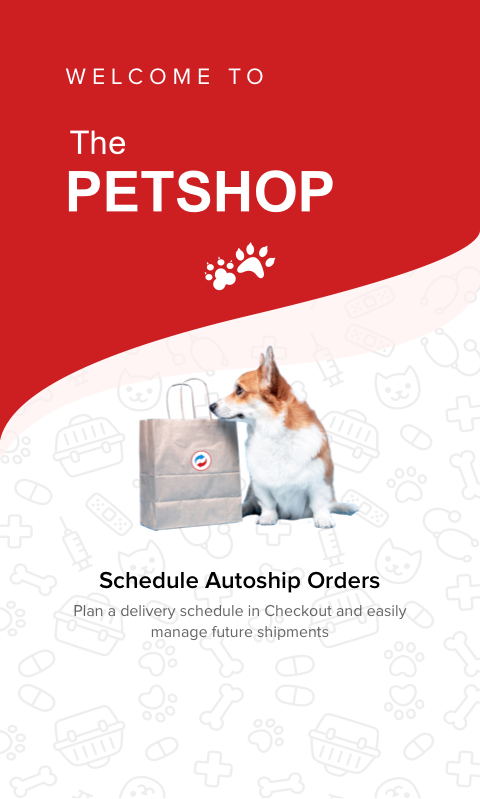 WELCOME TO
The
PETSHOP
Schedule Autoship Orders
Plan a delivery schedule in Checkout and easily
manage future shipments